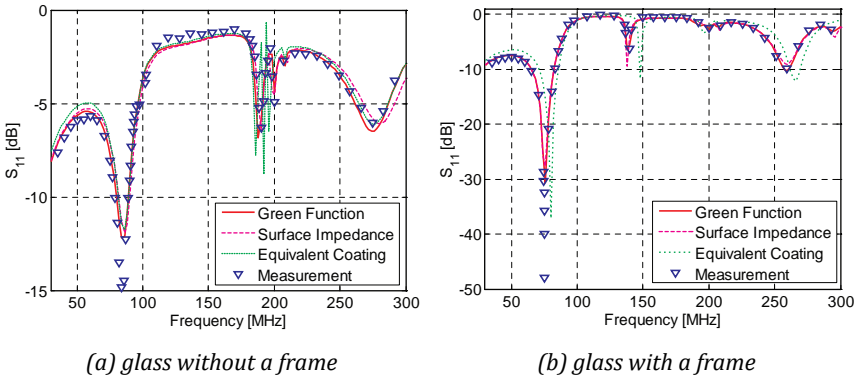 0
-5
-10
-15
S11 [dB]
50
100
150
200
250
300
Frequency [MHz]
Green Function
Surface Impedance
Equivalent Coating
Measurement
(a) glass without a frame
0
-10
-20
-30
-40
-50
S11 [dB]
50
100
150
200
250
300
Frequency [MHz]
Green Function
Surface Impedance
Equivalent Coating
Measurement
(b) glass with a frame